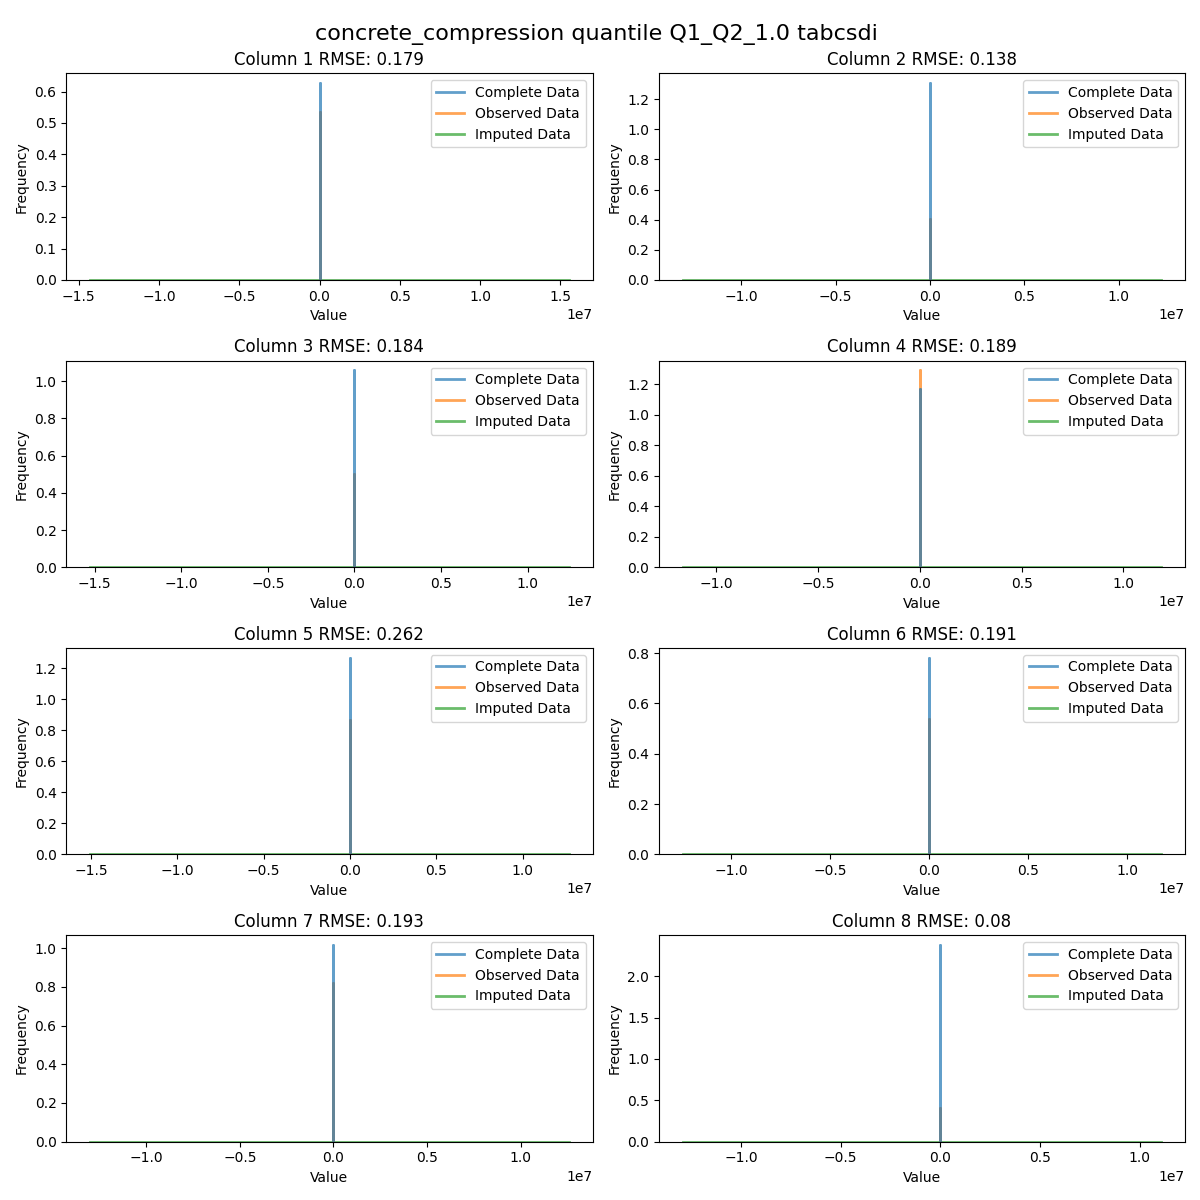 concrete_compression quantile Q1_Q2_1.0 tabcsdi
Column 1 RMSE: 0.179
Complete Data
Observed Data
Imputed Data
Frequency
0.6
0.5
0.4
0.3
0.2
0.1
0.0
−1.5 −1.0 −0.5 0.0 0.5 1.0 1.5
Value
1e7
Column 2 RMSE: 0.138
Complete Data
Observed Data
Imputed Data
Frequency
1.2
1.0
0.8
0.6
0.4
0.2
0.0
−1.0 −0.5 0.0 0.5 1.0
Value
1e7
Column 3 RMSE: 0.184
Complete Data
Observed Data
Imputed Data
Frequency
1.0
0.8
0.6
0.4
0.2
0.0
−1.5 −1.0 −0.5 0.0 0.5 1.0
Value
1e7
Column 4 RMSE: 0.189
Complete Data
Observed Data
Imputed Data
Frequency
1.2
1.0
0.8
0.6
0.4
0.2
0.0
−1.0 −0.5 0.0 0.5 1.0
Value
1e7
Column 5 RMSE: 0.262
Complete Data
Observed Data
Imputed Data
Frequency
1.2
1.0
0.8
0.6
0.4
0.2
0.0
−1.5 −1.0 −0.5 0.0 0.5 1.0
Value
1e7
Column 6 RMSE: 0.191
Complete Data
Observed Data
Imputed Data
Frequency
0.8
0.6
0.4
0.2
0.0
−1.0 −0.5 0.0 0.5 1.0
Value
1e7
Column 7 RMSE: 0.193
Complete Data
Observed Data
Imputed Data
Frequency
1.0
0.8
0.6
0.4
0.2
0.0
−1.0 −0.5 0.0 0.5 1.0
Value
1e7
Column 8 RMSE: 0.08
Complete Data
Observed Data
Imputed Data
Frequency
2.0
1.5
1.0
0.5
0.0
−1.0 −0.5 0.0 0.5 1.0
Value
1e7